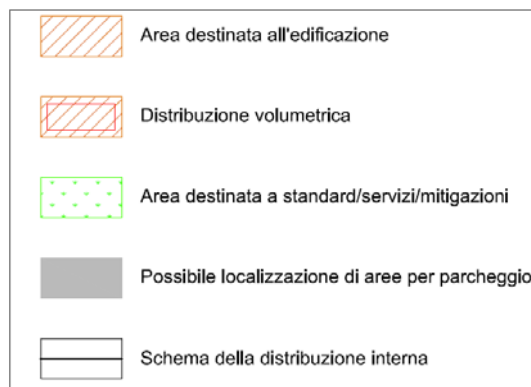 Area destinata all'edificazione
Distribuzione volumetrica
Area destinata a standard/servizi/mitigazioni
Possibile localizzazione di aree per parcheggio
Schema della distribuzione interna